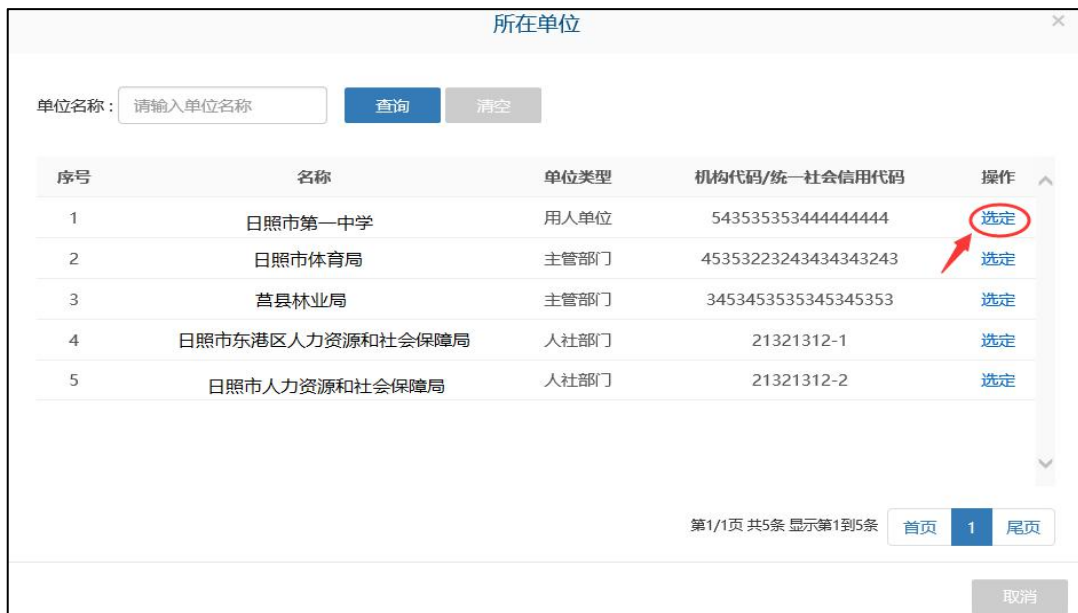 所在单位 ×
单位名称： 请输入单位名称 查询 清空
序号 名称 单位类型 机构代码/统一社会信用代码 操作
1 日照市第一中学 用人单位 543535353444444444 选定
2 日照市体育局 主管部门 45353223243434343243 选定
3 莒县林业局 主管部门 3453453535345345353 选定
4 日照市东港区人力资源和社会保障局 人社部门 21321312-1 选定
5 日照市人力资源和社会保障局 人社部门 21321312-2 选定
第1/1页 共5条 显示第1到5条 首页 1 尾页
取消